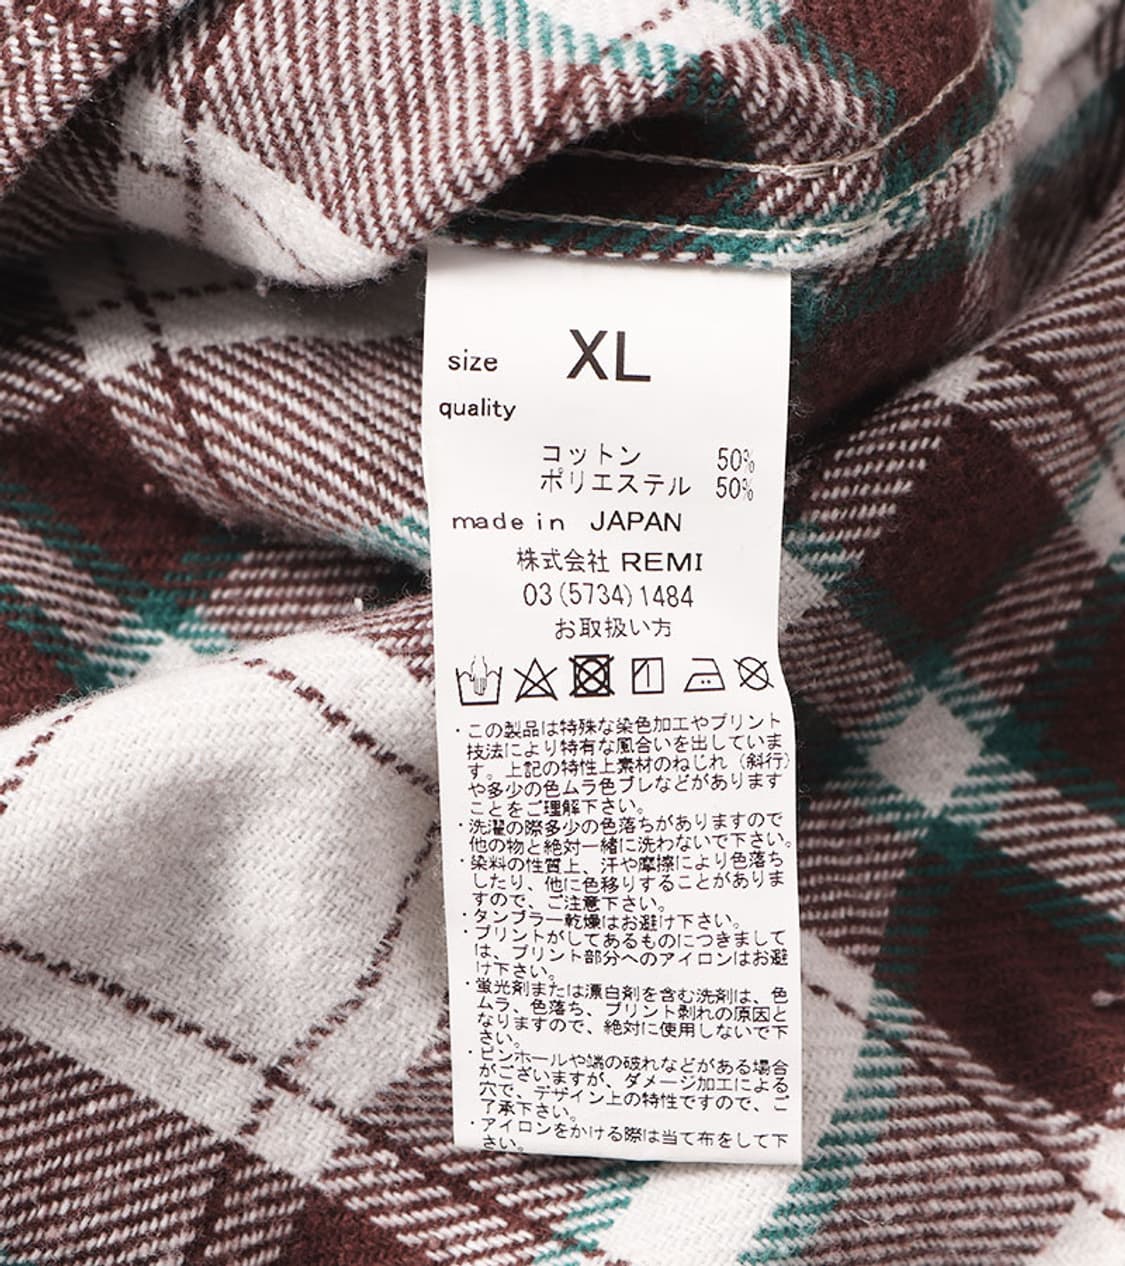 size XL
quality
コットン 50%
ポリエステル 50%
made in JAPAN
株式会社 REMI
03(5734)1484
お取扱い方
・この製品は特殊な染色加工やプリント
技法により特有な風合いを出していま
す。上記の特性上素材のねじれ（斜行）
や多少の色ムラ色ブレなどがあります
ことをご理解下さい。
・洗濯の際多少の色落ちがありますので
他の物と絶対一緒に洗わないで下さい。
・染料の性質上、汗や摩擦により色落ち
したり、他に色移りすることがありま
すので、ご注意下さい。
・タンブラー乾燥はお避け下さい。
・プリントがしてあるものにつきまして
は、プリント部分へのアイロンはお避
け下さい。
・蛍光剤または漂白剤を含む洗剤は、色
ムラ、色落ち、プリント剥れの原因と
なりますので、絶対に使用しないで下
さい。
・ピンホールや端の破れなどがある場合
がございますが、ダメージ加工による
穴で、デザイン上の特性ですので、ご
了承下さい。
・アイロンをかける際は当て布をして下
さい。